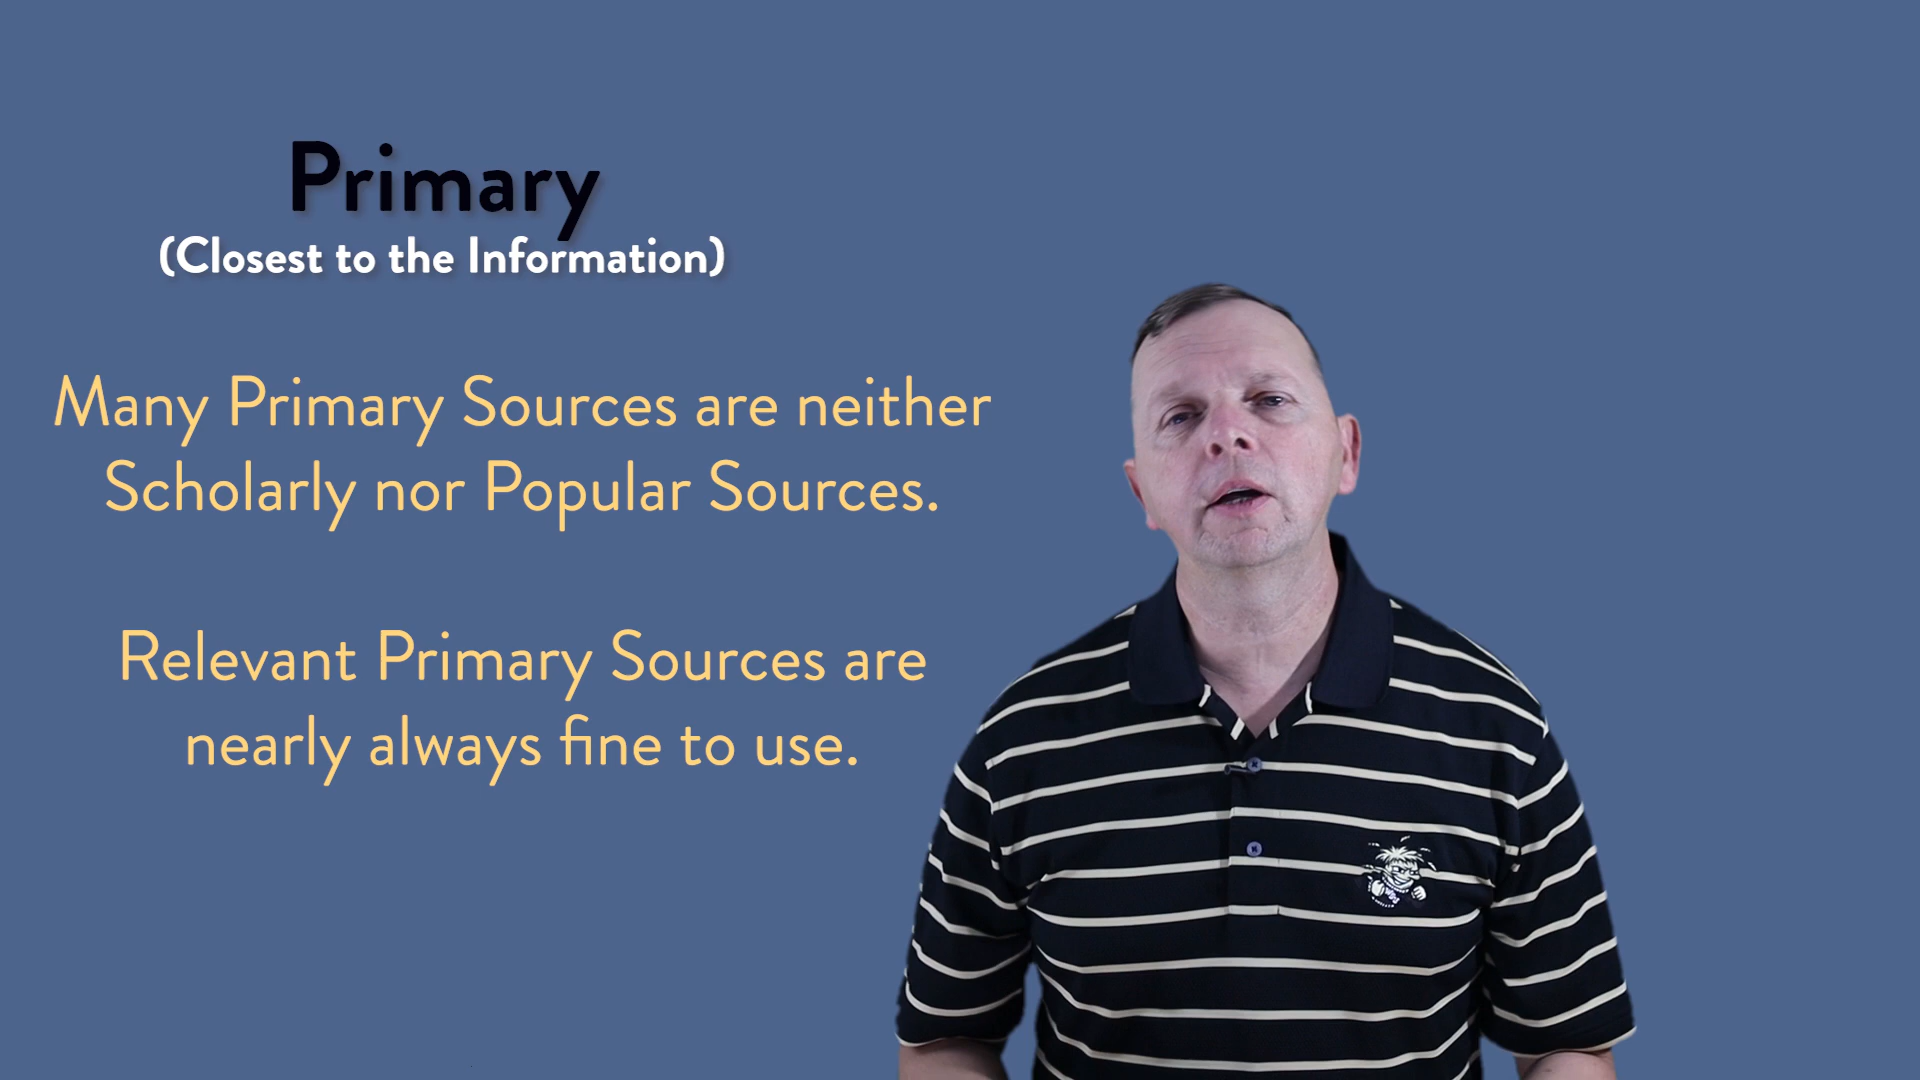 Primary
(Closest to the Information)
Many Primary Sources are neither
Scholarly nor Popular Sources.
Relevant Primary Sources are
nearly always fine to use.